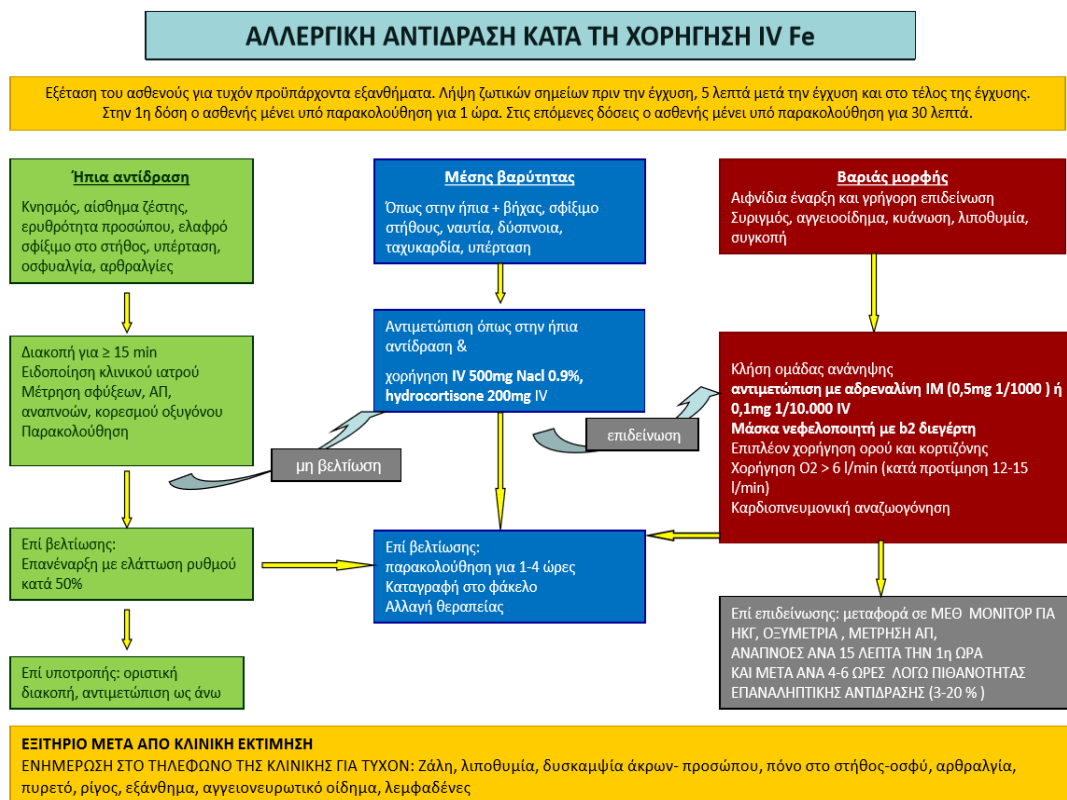 ΑΛΛΕΡΓΙΚΗ ΑΝΤΙΔΡΑΣΗ ΚΑΤΑ ΤΗ ΧΟΡΗΓΗΣΗ IV Fe
Εξέταση του ασθενούς για τυχόν προϋπάρχοντα εξανθήματα. Λήψη ζωτικών σημείων πριν την έγχυση, 5 λεπτά μετά την έγχυση και στο τέλος της έγχυσης.
Στην 1η δόση ο ασθενής μένει υπό παρακολούθηση για 1 ώρα. Στις επόμενες δόσεις ο ασθενής μένει υπό παρακολούθηση για 30 λεπτά.
Ήπια αντίδραση
Κνησμός, αίσθημα ζέστης,
ερυθρότητα προσώπου, ελαφρό
σφίξιμο στο στήθος, υπέρταση,
οσφυαλγία, αρθραλγίες
Μέσης βαρύτητας
Όπως στην ήπια + βήχας, σφίξιμο
στήθους, ναυτία, δύσπνοια,
ταχυκαρδία, υπέρταση
Βαριάς μορφής
Αιφνίδια έναρξη και γρήγορη επιδείνωση
Συριγμός, αγγειοοίδημα, κυάνωση, λιποθυμία,
συγκοπή
Διακοπή για ≥ 15 min
Ειδοποίηση κλινικού ιατρού
Μέτρηση σφύξεων, ΑΠ,
αναπνοών, κορεσμού οξυγόνου
Παρακολούθηση
Αντιμετώπιση όπως στην ήπια
αντίδραση &
χορήγηση IV 500mg Nacl 0.9%,
hydrocortisone 200mg IV
Κλήση ομάδας ανάνηψης
αντιμετώπιση με αδρεναλίνη IM (0,5mg 1/1000 ) ή
0,1mg 1/10.000 IV
Μάσκα νεφελοποιητή με b2 διεγέρτη
Επιπλέον χορήγηση ορού και κορτιζόνης
Χορήγηση O2 > 6 l/min (κατά προτίμηση 12-15
l/min)
Καρδιοπνευμονική αναζωογόνηση
μη βελτίωση
επιδείνωση
Επί βελτίωσης:
Επανέναρξη με ελάττωση ρυθμού
κατά 50%
Επί βελτίωσης:
παρακολούθηση για 1-4 ώρες
Καταγραφή στο φάκελο
Αλλαγή θεραπείας
Επί επιδείνωσης: μεταφορά σε ΜΕΘ ΜΟΝΙΤΟΡ ΓΙΑ
ΗΚΓ, ΟΞΥΜΕΤΡΙΑ , ΜΕΤΡΗΣΗ ΑΠ,
ΑΝΑΠΝΟΕΣ ΑΝΑ 15 ΛΕΠΤΑ ΤΗΝ 1η ΩΡΑ
ΚΑΙ ΜΕΤΑ ΑΝΑ 4-6 ΩΡΕΣ ΛΟΓΩ ΠΙΘΑΝΟΤΗΤΑΣ
ΕΠΑΝΑΛΗΠΤΙΚΗΣ ΑΝΤΙΔΡΑΣΗΣ (3-20 % )
Επί υποτροπής: οριστική
διακοπή, αντιμετώπιση ως άνω
ΕΞΙΤΗΡΙΟ ΜΕΤΑ ΑΠΟ ΚΛΙΝΙΚΗ ΕΚΤΙΜΗΣΗ
ΕΝΗΜΕΡΩΣΗ ΣΤΟ ΤΗΛΕΦΩΝΟ ΤΗΣ ΚΛΙΝΙΚΗΣ ΓΙΑ ΤΥΧΟΝ: Ζάλη, λιποθυμία, δυσκαμψία άκρων- προσώπου, πόνο στο στήθος-οσφύ, αρθραλγία,
πυρετό, ρίγος, εξάνθημα, αγγειονευρωτικό οίδημα, λεμφαδένες